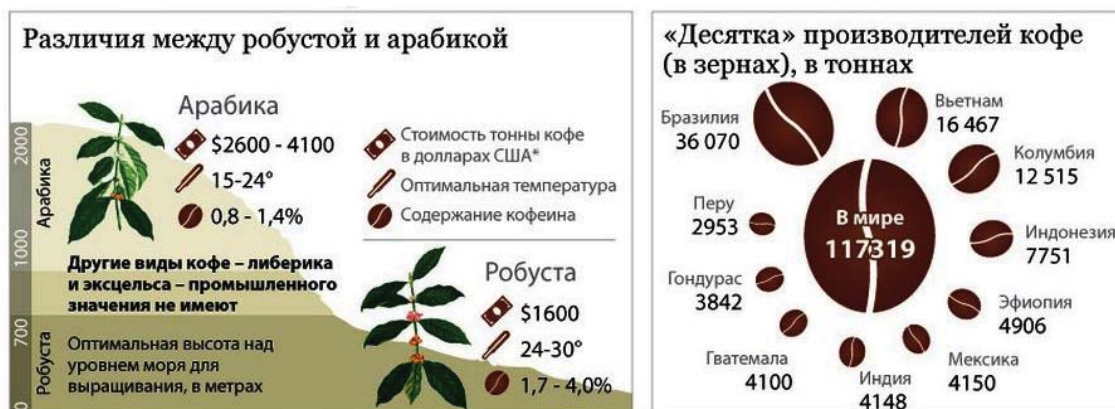 Различия между робустой и арабикой
Арабика
$2600 - 4100
15-24°
0,8 - 1,4%
Стоимость тонны кофе
в долларах США*
Оптимальная температура
Содержание кофеина
2000
Арабика
1000
Другие виды кофе – либерика
и эксцельса – промышленного
значения не имеют
700
Робуста
0
Оптимальная высота над
уровнем моря для
выращивания, в метрах
Робуста
$1600
24-30°
1,7 - 4,0%
«Десятка» производителей кофе
(в зернах), в тоннах
Бразилия
36 070
Вьетнам
16 467
Колумбия
12 515
Индонезия
7751
Эфиопия
4906
Мексика
4150
Индия
4148
Гватемала
4100
Гондурас
3842
Перу
2953
В мире
117319